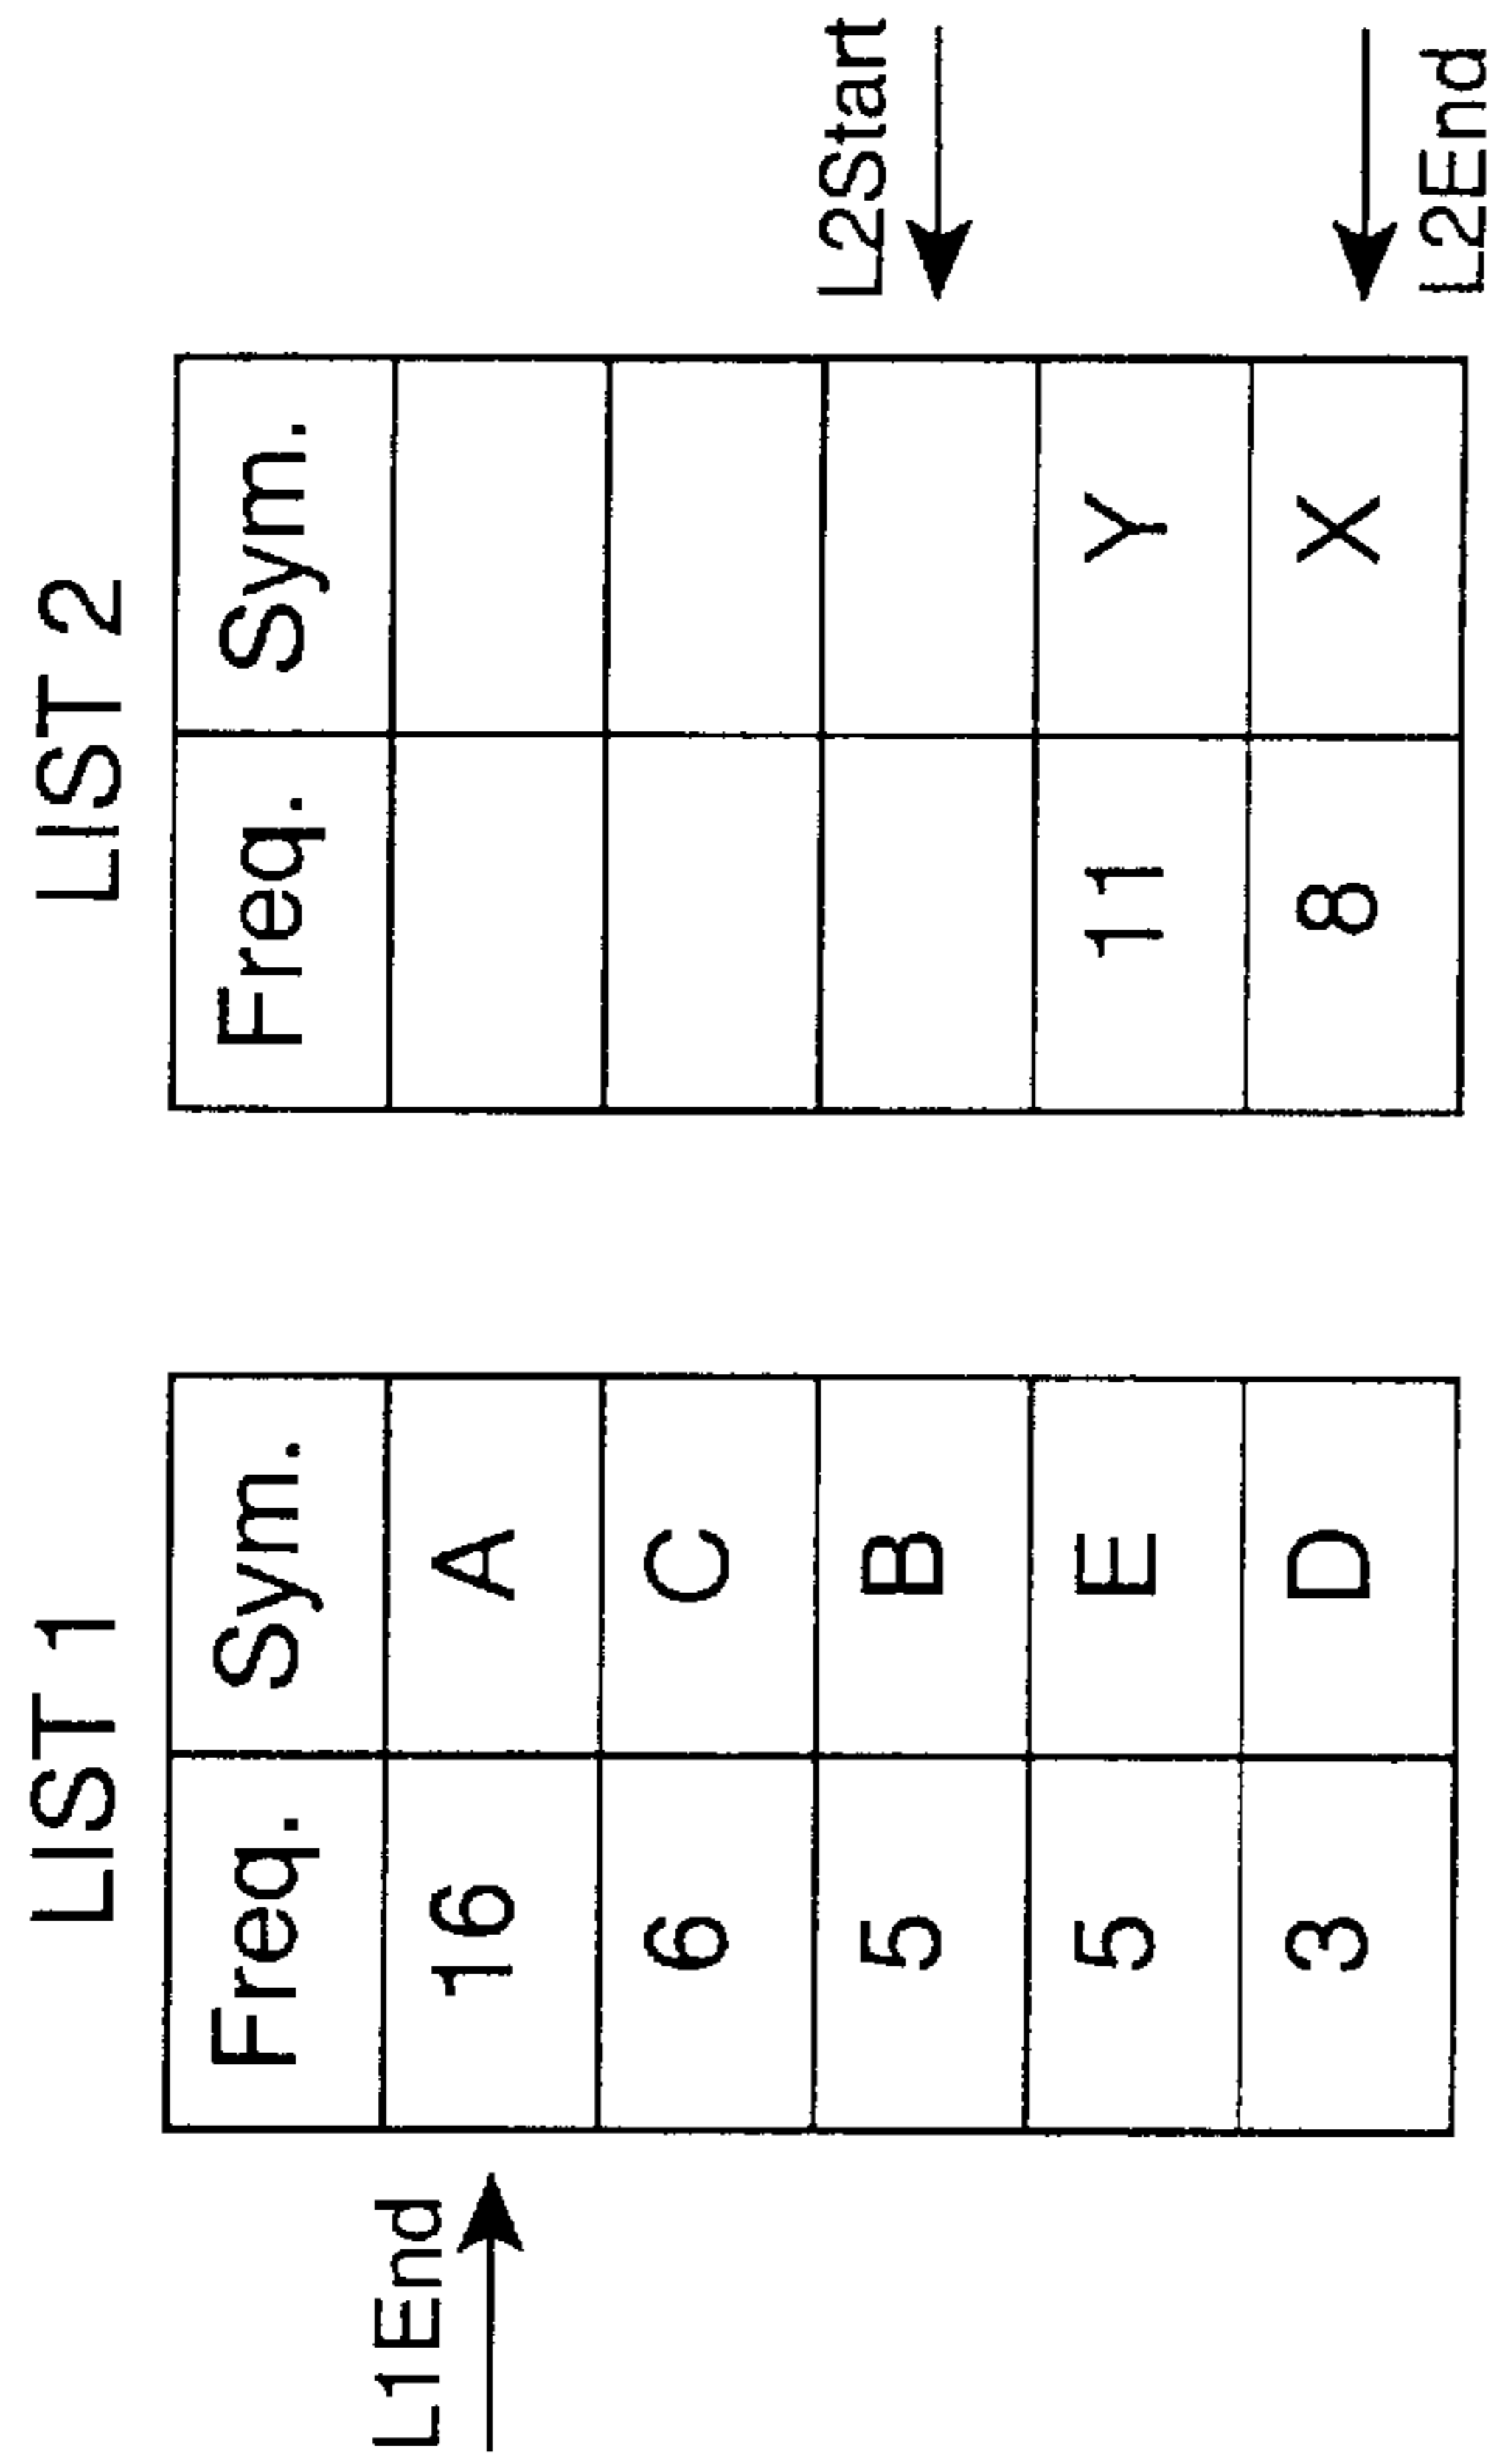 LIST 1
Freq. Sym.
16 A
6 C
5 B
5 E
3 D
L1End
LIST 2
Freq. Sym.
11 Y
8 X
L2Start
L2End